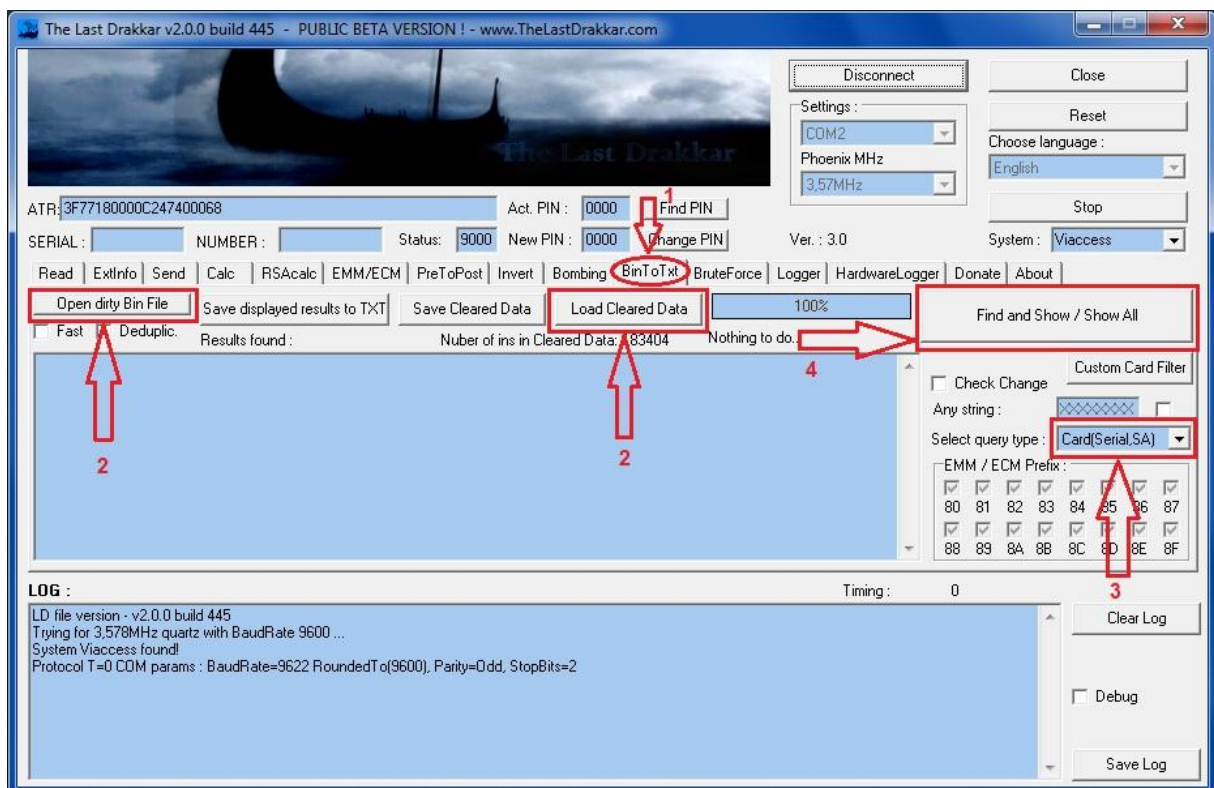 The Last Drakkar v2.0.0 build 445 - PUBLIC BETA VERSION ! - www.TheLastDrakkar.com
The Last Drakkar
Disconnect
Close
Settings :
COM2
Phoenix MHz
3,57MHz
Reset
Choose language :
English
Stop
ATR: 3F77180000C247400068
Act. PIN : 0000 Find PIN
1
SERIAL : NUMBER : Status: 9000 New PIN : 0000 Change PIN Ver. : 3.0 System : Viaccess
Read ExtInfo Send Calc RSAcalc EMM/ECM PreToPost Invert Bombing BinToTxt BruteForce Logger HardwareLogger Donate About
Open dirty Bin File Save displayed results to TXT Save Cleared Data Load Cleared Data 100% Find and Show / Show All
Fast Deduplic. Results found : Nuber of ins in Cleared Data: 83404 Nothing to do..
4
2
2
Custom Card Filter
Check Change
Any string : XXXXXXXX
Select query type : Card(Serial,SA)
EMM / ECM Prefix :
80 81 82 83 84 85 86 87
88 89 8A 8B 8C 8D 8E 8F
3
LOG : Timing : 0
LD file version - v2.0.0 build 445
Trying for 3,578MHz quartz with BaudRate 9600 ...
System Viaccess found!
Protocol T=0 COM params : BaudRate=9622 RoundedTo(9600), Parity=Odd, StopBits=2
Clear Log
Debug
Save Log